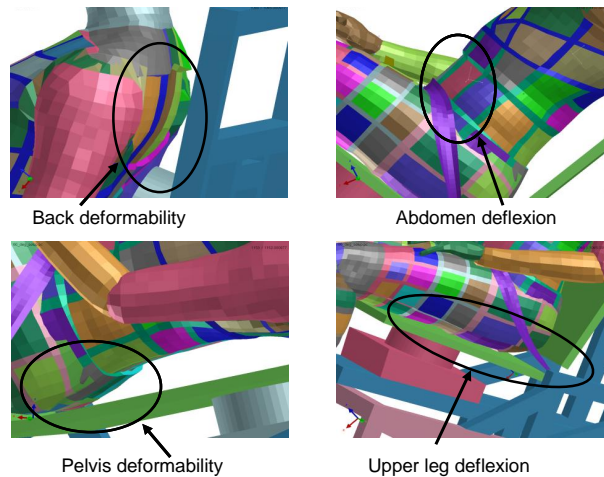 Back deformability
Abdomen deflexion
Pelvis deformability
Upper leg deflexion